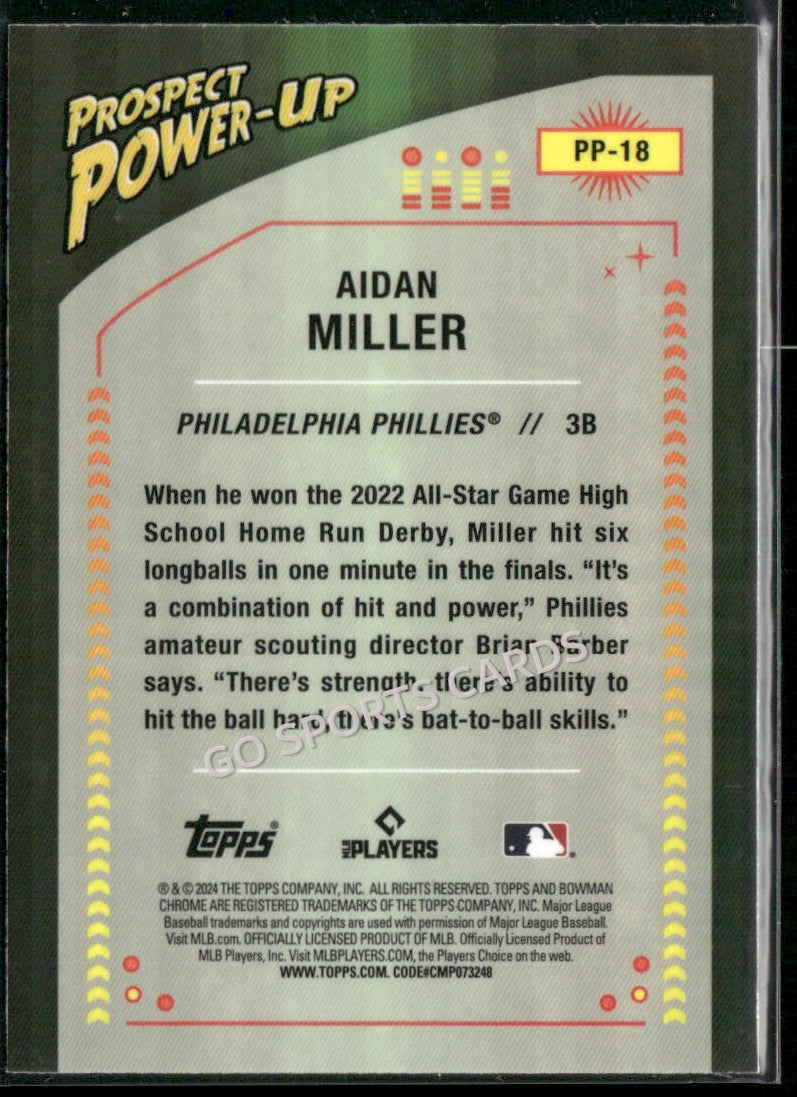 PROSPECT
POWER-UP
PP-18
AIDAN
MILLER
PHILADELPHIA PHILLIES® // 3B
When he won the 2022 All-Star Game High
School Home Run Derby, Miller hit six
longballs in one minute in the finals. “It’s
a combination of hit and power,” Phillies
amateur scouting director Brian Barber
says. “There’s strength, there’s ability to
hit the ball hard, there’s bat-to-ball skills.”
GO SPORTS CARDS
TOPPS®
MLB PLAYERS
® & © 2024 THE TOPPS COMPANY, INC. ALL RIGHTS RESERVED. TOPPS AND BOWMAN
CHROME ARE REGISTERED TRADEMARKS OF THE TOPPS COMPANY, INC. Major League
Baseball trademarks and copyrights are used with permission of Major League Baseball.
Visit MLB.com. OFFICIALLY LICENSED PRODUCT OF MLB. Officially Licensed Product of
MLB Players, Inc. Visit MLBPLAYERS.COM, the Players Choice on the web.
WWW.TOPPS.COM. CODE#CMP073248